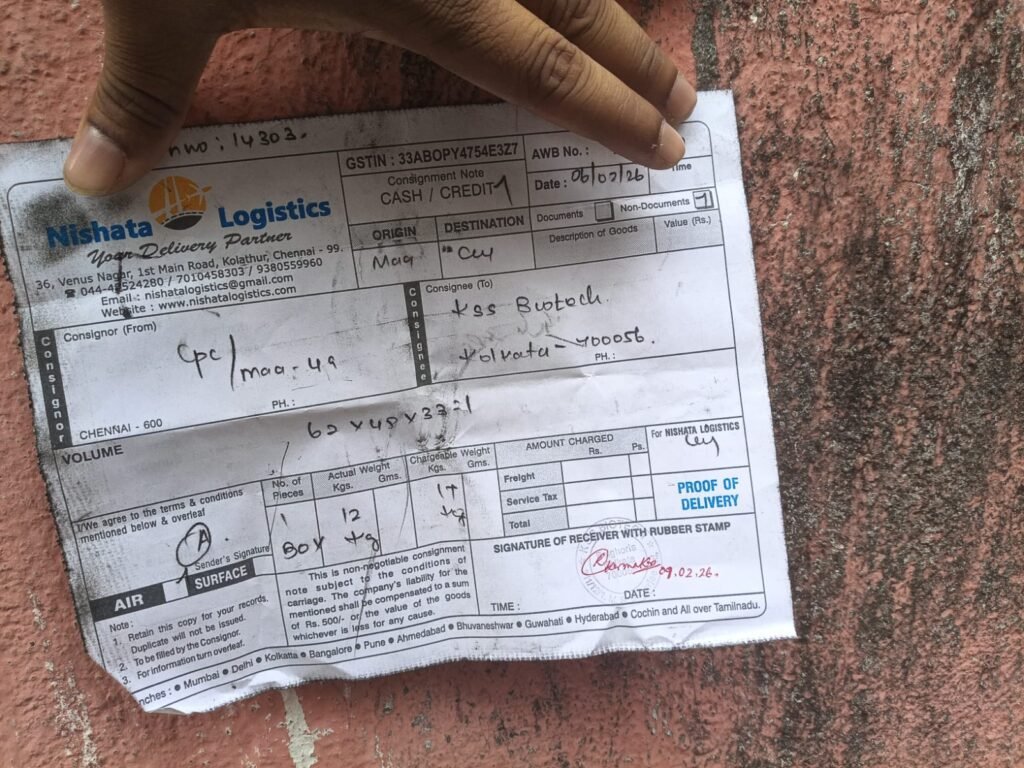 nwo : 14303.
Nishata Logistics
Your Delivery Partner
36, Venus Nagar, 1st Main Road, Kolathur, Chennai - 99.
☎ 044-42524280 / 7010458303 / 9380559960
Email : nishatalogistics@gmail.com
Website : www.nishatalogistics.com
GSTIN : 33ABOPY4754E3Z7
Consignment Note
CASH / CREDIT
AWB No. :
Date : 06/02/26
Time
ORIGIN
Maa
DESTINATION
Documents
Non-Documents
Description of Goods
Value (Rs.)
Consignor
Consignor (From)
Cpc/maa-49
PH. :
CHENNAI - 600
Consignee
Consignee (To)
Kss Biotech.
Kolkata - 700056.
PH. :
VOLUME
62 x 45 x 33 = 1
I/We agree to the terms & conditions
mentioned below & overleaf
Sender's Signature
AIR
SURFACE
No. of
Pieces
1
Box
Actual Weight
Kgs. Gms.
12
kg
Chargeable Weight
Kgs. Gms.
17
kg
AMOUNT CHARGED
Rs. Ps.
Freight
Service Tax
Total
For NISHATA LOGISTICS
PROOF OF
DELIVERY
Note :
1. Retain this copy for your records.
Duplicate will not be issued.
2. To be filled by the Consignor.
3. For information turn overleaf.
This is non-negotiable consignment
note subject to the conditions of
carriage. The company's liability for the
mentioned shall be compensated to a sum
of Rs. 500/- or the value of the goods
whichever is less for any cause.
SIGNATURE OF RECEIVER WITH RUBBER STAMP
09.02.26.
TIME :
DATE :
nches : ● Mumbai ● Delhi ● Kolkatta ● Bangalore ● Pune ● Ahmedabad ● Bhuvaneshwar ● Guwahati ● Hyderabad ● Cochin and All over Tamilnadu.